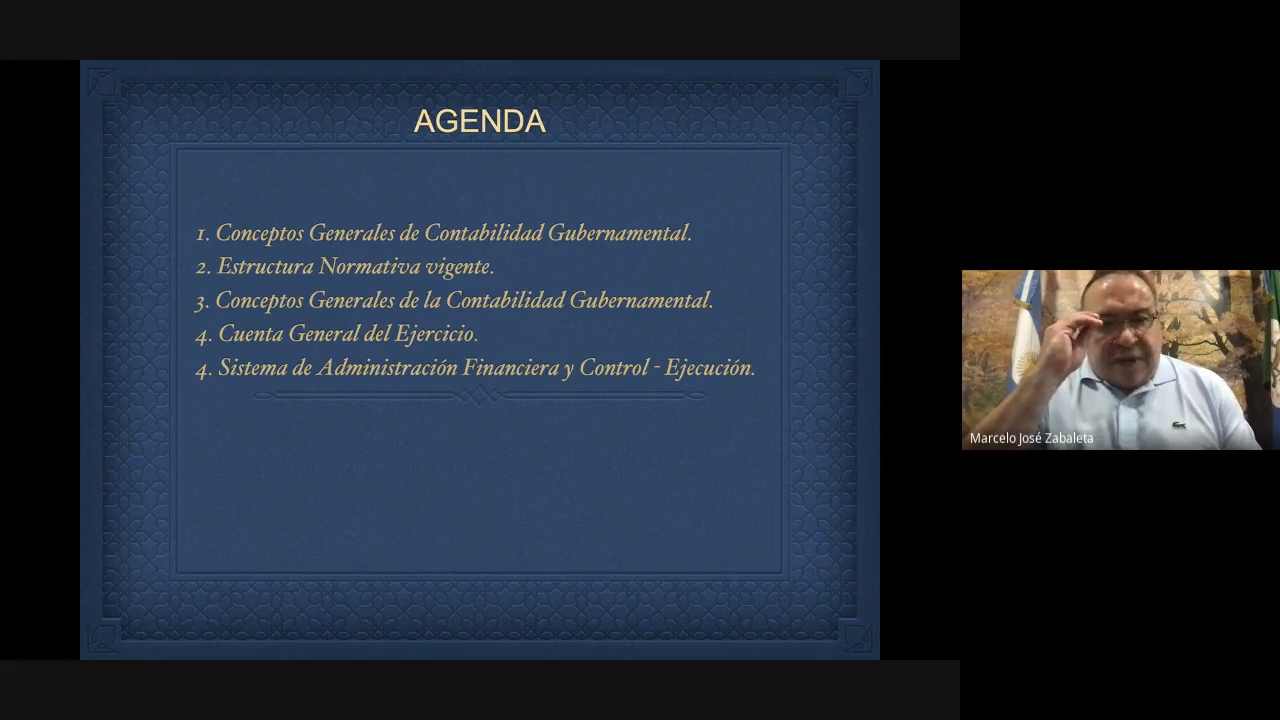 AGENDA
1. Conceptos Generales de Contabilidad Gubernamental.
2. Estructura Normativa vigente.
3. Conceptos Generales de la Contabilidad Gubernamental.
4. Cuenta General del Ejercicio.
4. Sistema de Administración Financiera y Control - Ejecución.
Marcelo José Zabaleta